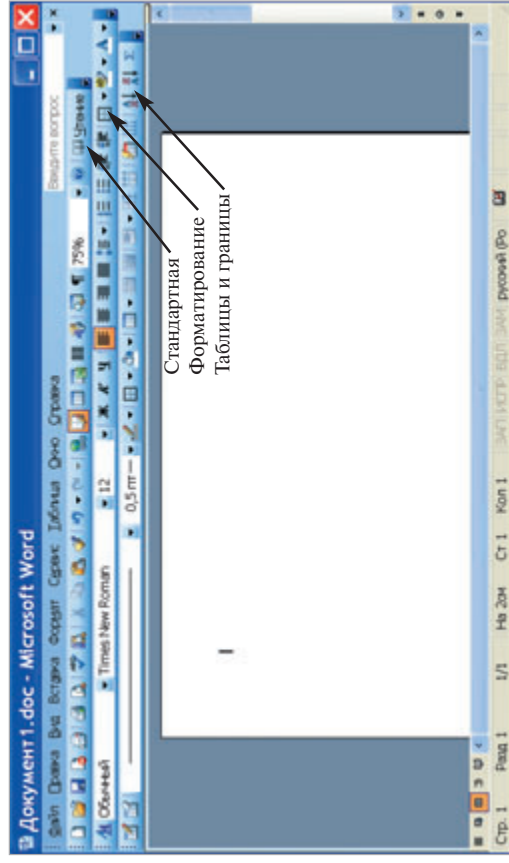 Документ1.doc - Microsoft Word
Файл Правка Вид Вставка Формат Сервис Таблица Окно Справка Введите вопрос
75% Чтение
Обычный Times New Roman 12 Ж К Ч А
0,5 пт
Стандартная
Форматирование
Таблицы и границы
Стр. 1 Разд 1 1/1 На 2см Ст 1 Кол 1 ЗАП ИСПР ВДЛ ЗАМ русский (Ро